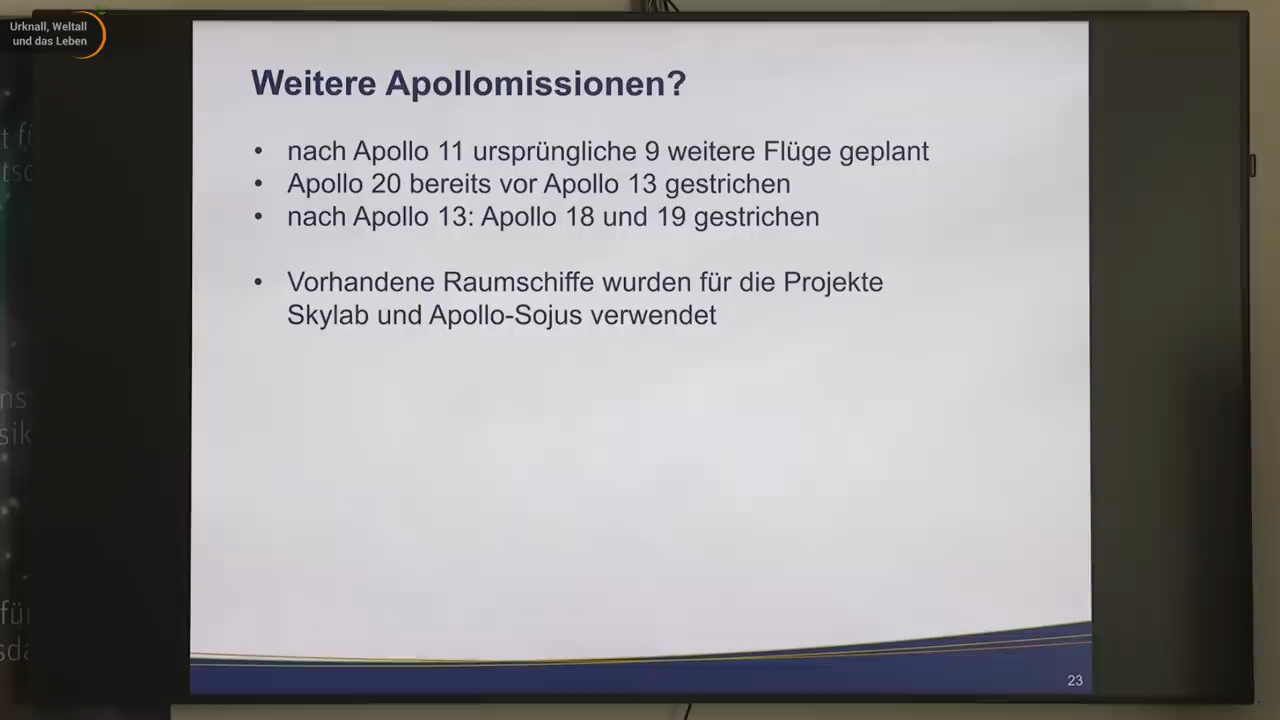 Urknall, Weltall
und das Leben
Weitere Apollomissionen?
• nach Apollo 11 ursprüngliche 9 weitere Flüge geplant
• Apollo 20 bereits vor Apollo 13 gestrichen
• nach Apollo 13: Apollo 18 und 19 gestrichen
• Vorhandene Raumschiffe wurden für die Projekte
Skylab und Apollo-Sojus verwendet
23